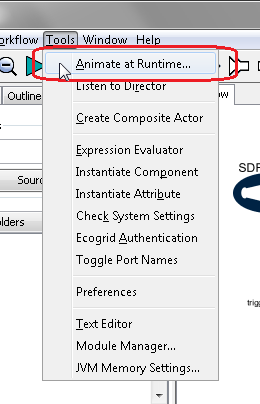 orkflow Tools Window Help
Animate at Runtime...
Outline
ow
Listen to Director
Create Composite Actor
Expression Evaluator
SDF
Instantiate Component
Sour
Instantiate Attribute
Check System Settings
lders
Ecogrid Authentication
Toggle Port Names
Preferences
trigg
Text Editor
Module Manager...
JVM Memory Settings...